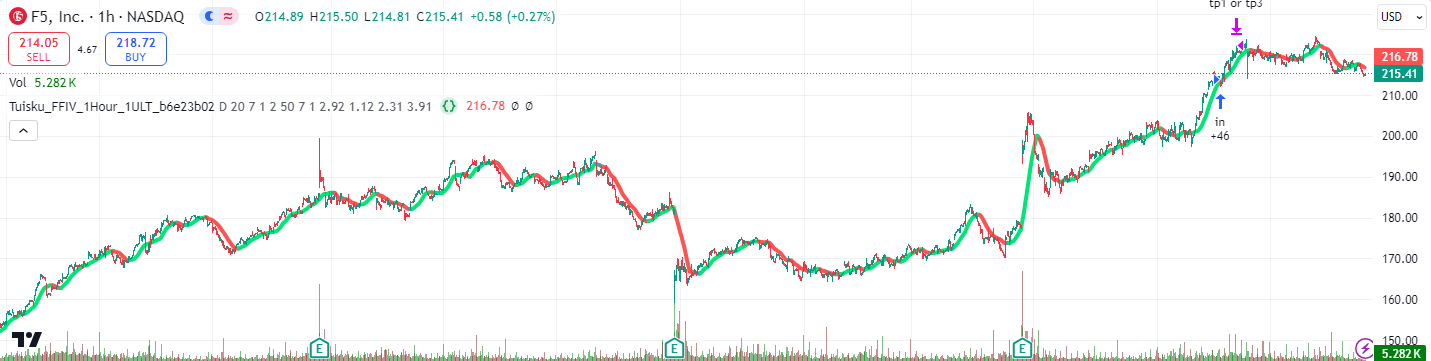 F5, Inc. · 1h · NASDAQ O214.89 H215.50 L214.81 C215.41 +0.58 (+0.27%)
tp1 or tp3
USD
214.05 SELL
4.67
218.72 BUY
Vol 5.282 K
Tuisku_FFIV_1Hour_1ULT_b6e23b02 D 20 7 1 2 50 7 1 2.92 1.12 2.31 3.91 {} 216.78 Ø Ø
in
+46
216.78
215.41
210.00
200.00
190.00
180.00
170.00
160.00
150.00
5.282 K
E
E
E